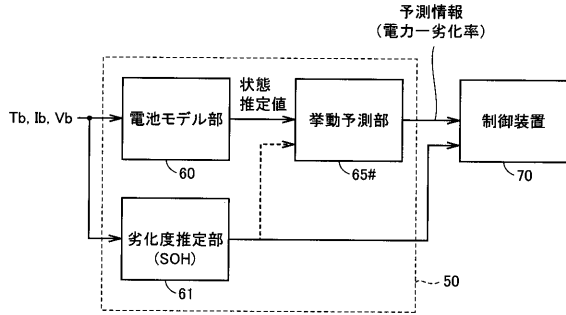 予測情報
(電力ー劣化率)
Tb, Ib, Vb
電池モデル部
60
状態
推定値
挙動予測部
65#
制御装置
70
劣化度推定部
(SOH)
61
50